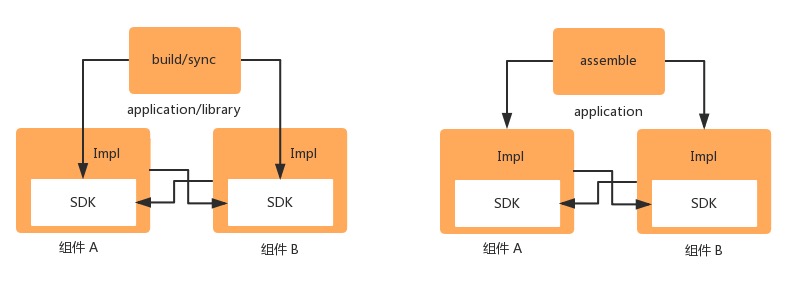 build/sync
application/library
Impl
SDK
组件 A
Impl
SDK
组件 B
assemble
application
Impl
SDK
组件 A
Impl
SDK
组件 B